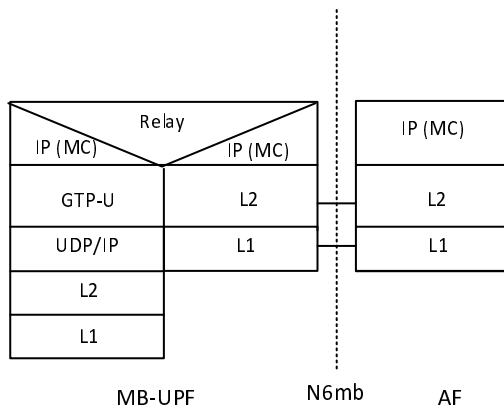 Relay
IP (MC)
IP (MC)
IP (MC)
GTP-U
L2
L2
UDP/IP
L1
L1
L2
L1
MB-UPF
N6mb
AF